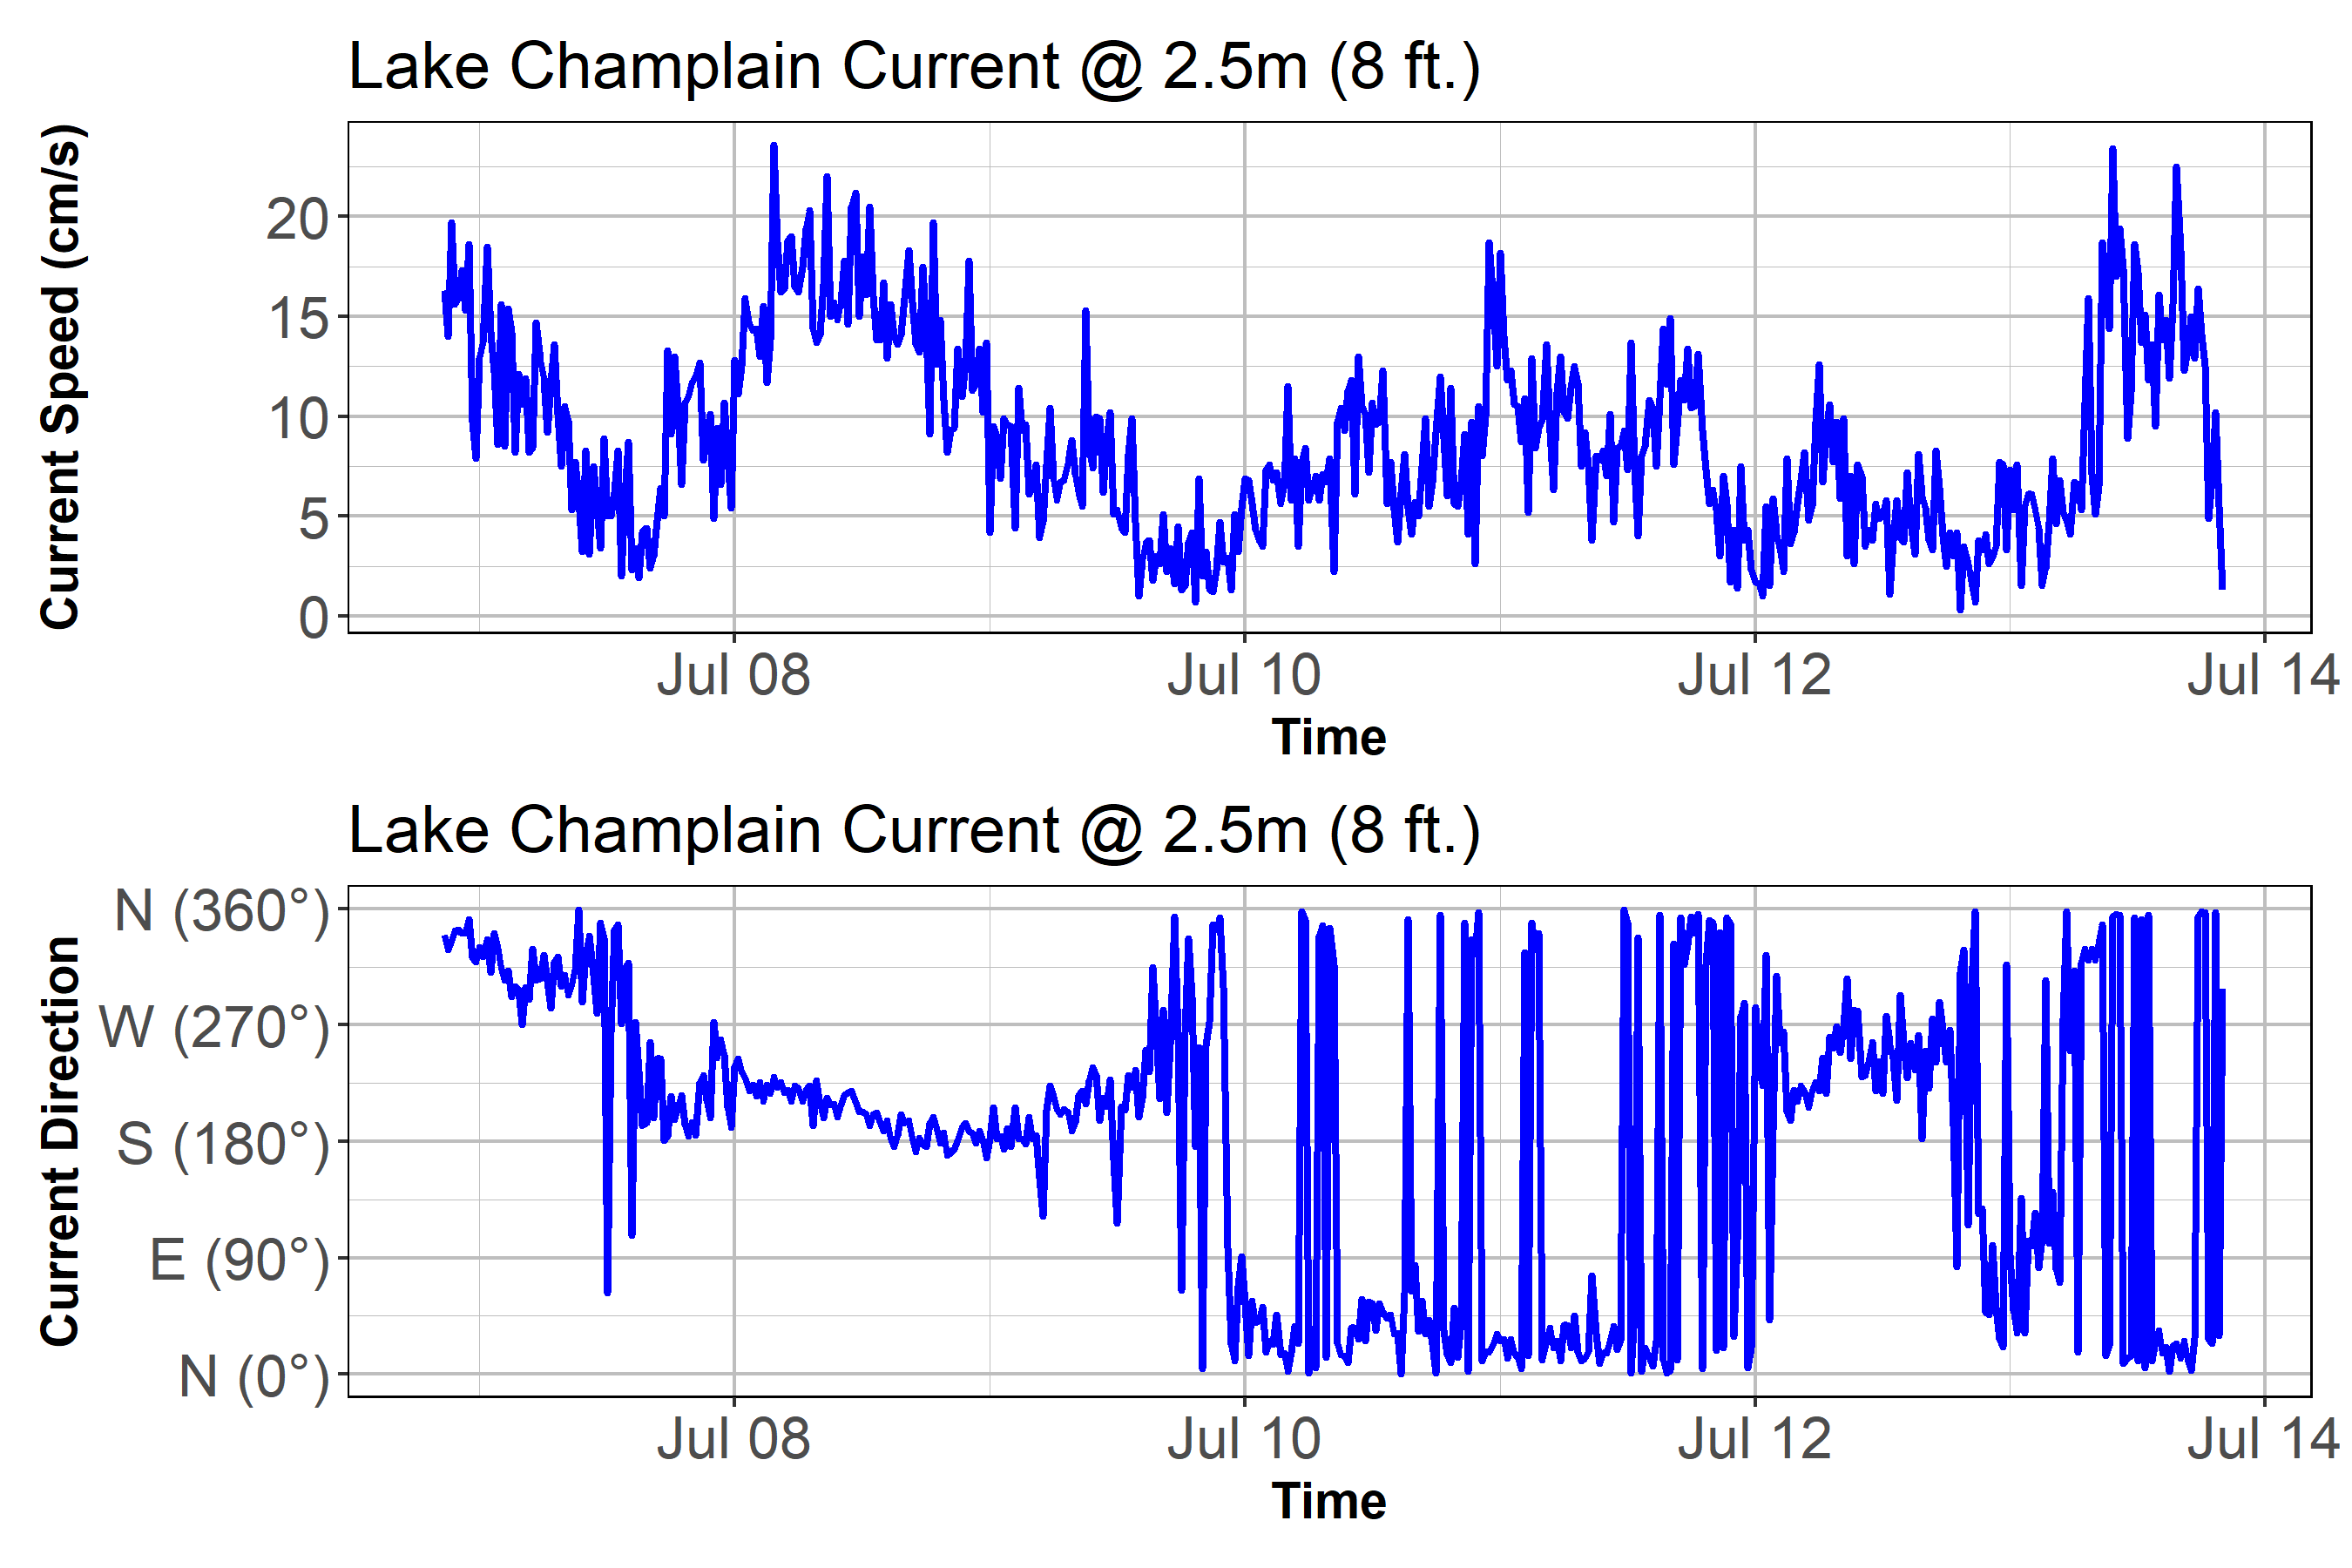 Lake Champlain Current @ 2.5m (8 ft.)
Current Speed (cm/s)
20
15
10
5
0
Jul 08 Jul 10 Jul 12 Jul 14
Time
Lake Champlain Current @ 2.5m (8 ft.)
Current Direction
N (360°)
W (270°)
S (180°)
E (90°)
N (0°)
Jul 08 Jul 10 Jul 12 Jul 14
Time